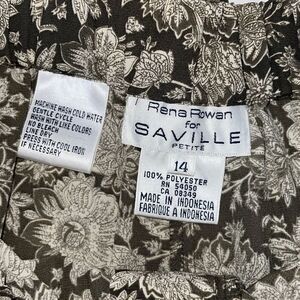 MACHINE WASH COLD WATER
GENTLE CYCLE
WASH WITH LIKE COLORS
NO BLEACH
LINE DRY
PRESS WITH COOL IRON
IF NECESSARY
Rena Rowan
for
SAVILLE
PETITE
14
100% POLYESTER
RN 54050
CA 08349
MADE IN INDONESIA
FABRIQUE A INDONESIA